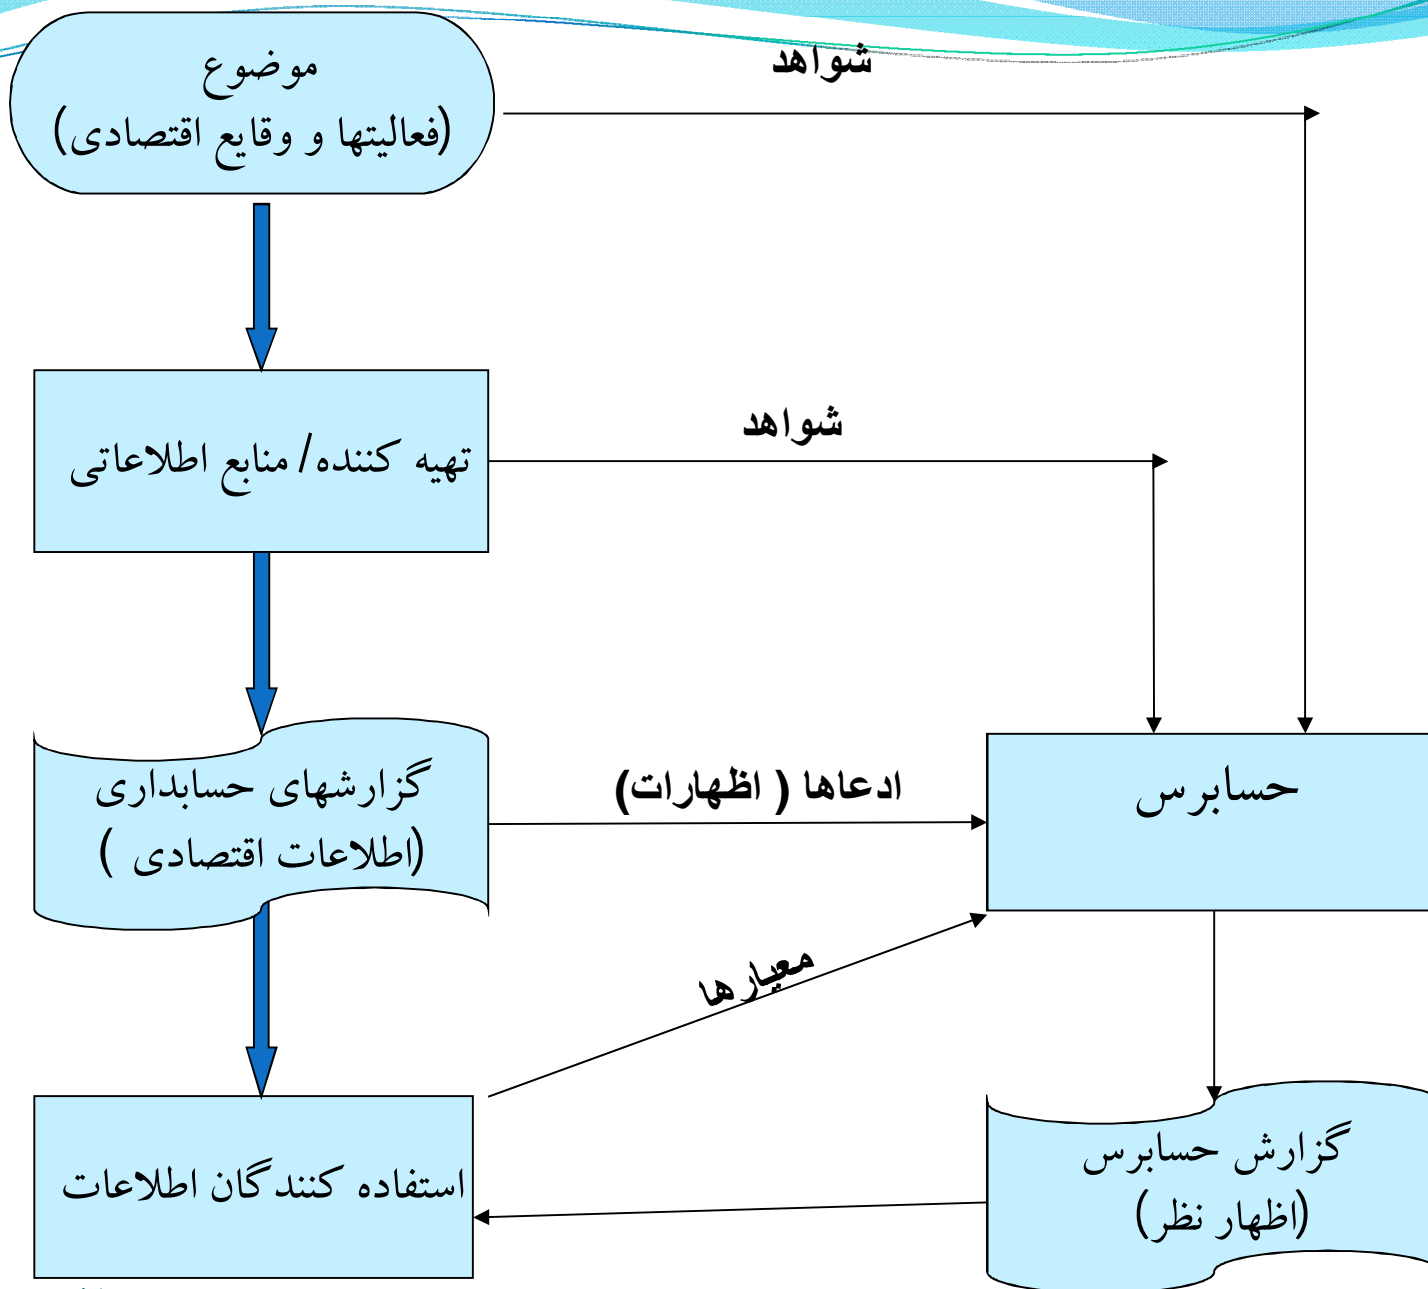 موضوع
(فعالیتها و وقایع اقتصادی)
شواهد
تهیه کننده/ منابع اطلاعاتی
شواهد
گزارشهای حسابداری
(اطلاعات اقتصادی )
ادعاها ( اظهارات)
حسابرس
معیارها
استفاده کنندگان اطلاعات
گزارش حسابرس
(اظهار نظر)